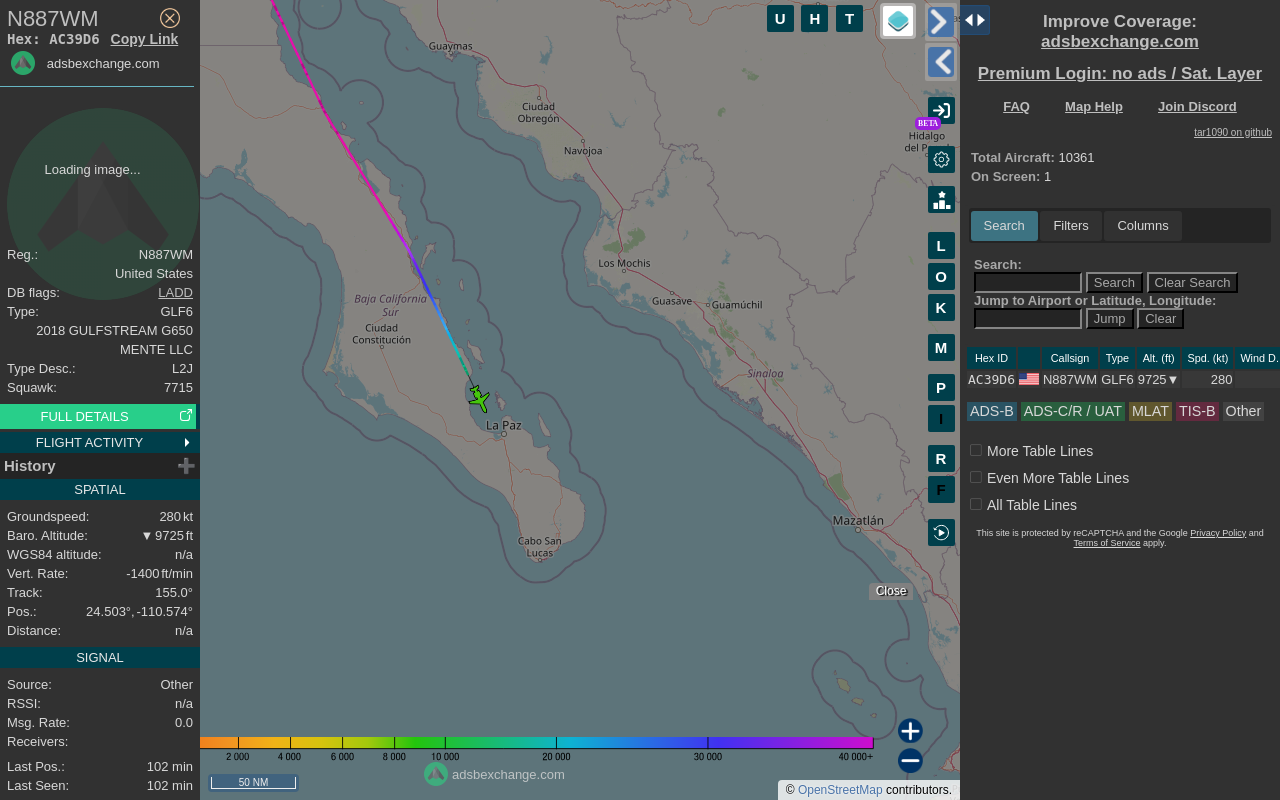 N887WM
Hex: AC39D6 Copy Link
adsbexchange.com
Loading image...
Reg.: N887WM
United States
DB flags: LADD
Type: GLF6
2018 GULFSTREAM G650
MENTE LLC
Type Desc.: L2J
Squawk: 7715
FULL DETAILS
FLIGHT ACTIVITY
History
SPATIAL
Groundspeed: 280 kt
Baro. Altitude: ▼ 9725 ft
WGS84 altitude: n/a
Vert. Rate: -1400 ft/min
Track: 155.0°
Pos.: 24.503°, -110.574°
Distance: n/a
SIGNAL
Source: Other
RSSI: n/a
Msg. Rate: 0.0
Receivers:
Last Pos.: 102 min
Last Seen: 102 min
U H T
Guaymas
Ciudad
Obregón
Navojoa
BETA
Hidalgo
Los Mochis
Guasave
Guamúchil
Baja California
Sur
Ciudad
Constitución
Sinaloa
La Paz
Mazatlán
Cabo San
Lucas
L
O
K
M
P
I
R
F
Close
2 000 4 000 6 000 8 000 10 000 20 000 30 000 40 000+
adsbexchange.com
50 NM
© OpenStreetMap contributors.
Improve Coverage:
adsbexchange.com
Premium Login: no ads / Sat. Layer
FAQ Map Help Join Discord
tar1090 on github
Total Aircraft: 10361
On Screen: 1
Search Filters Columns
Search:
Search Clear Search
Jump to Airport or Latitude, Longitude:
Jump Clear
Hex ID Callsign Type Alt. (ft) Spd. (kt) Wind D.
AC39D6 N887WM GLF6 9725▼ 280
ADS-B ADS-C/R / UAT MLAT TIS-B Other
More Table Lines
Even More Table Lines
All Table Lines
This site is protected by reCAPTCHA and the Google Privacy Policy and
Terms of Service apply.